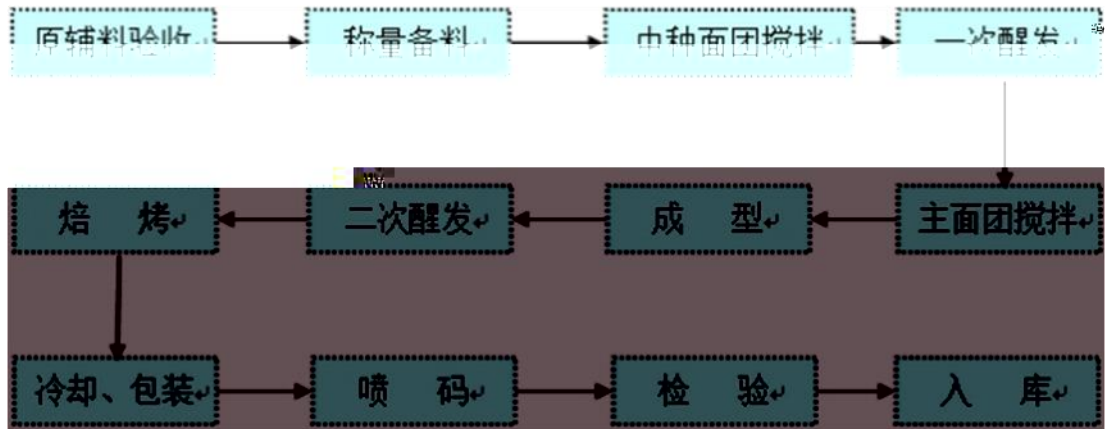 原辅料验收 称量备料 中种面团搅拌 一次醒发
焙 烤 二次醒发 成 型 主面团搅拌
冷却、包装 喷 码 检 验 入 库